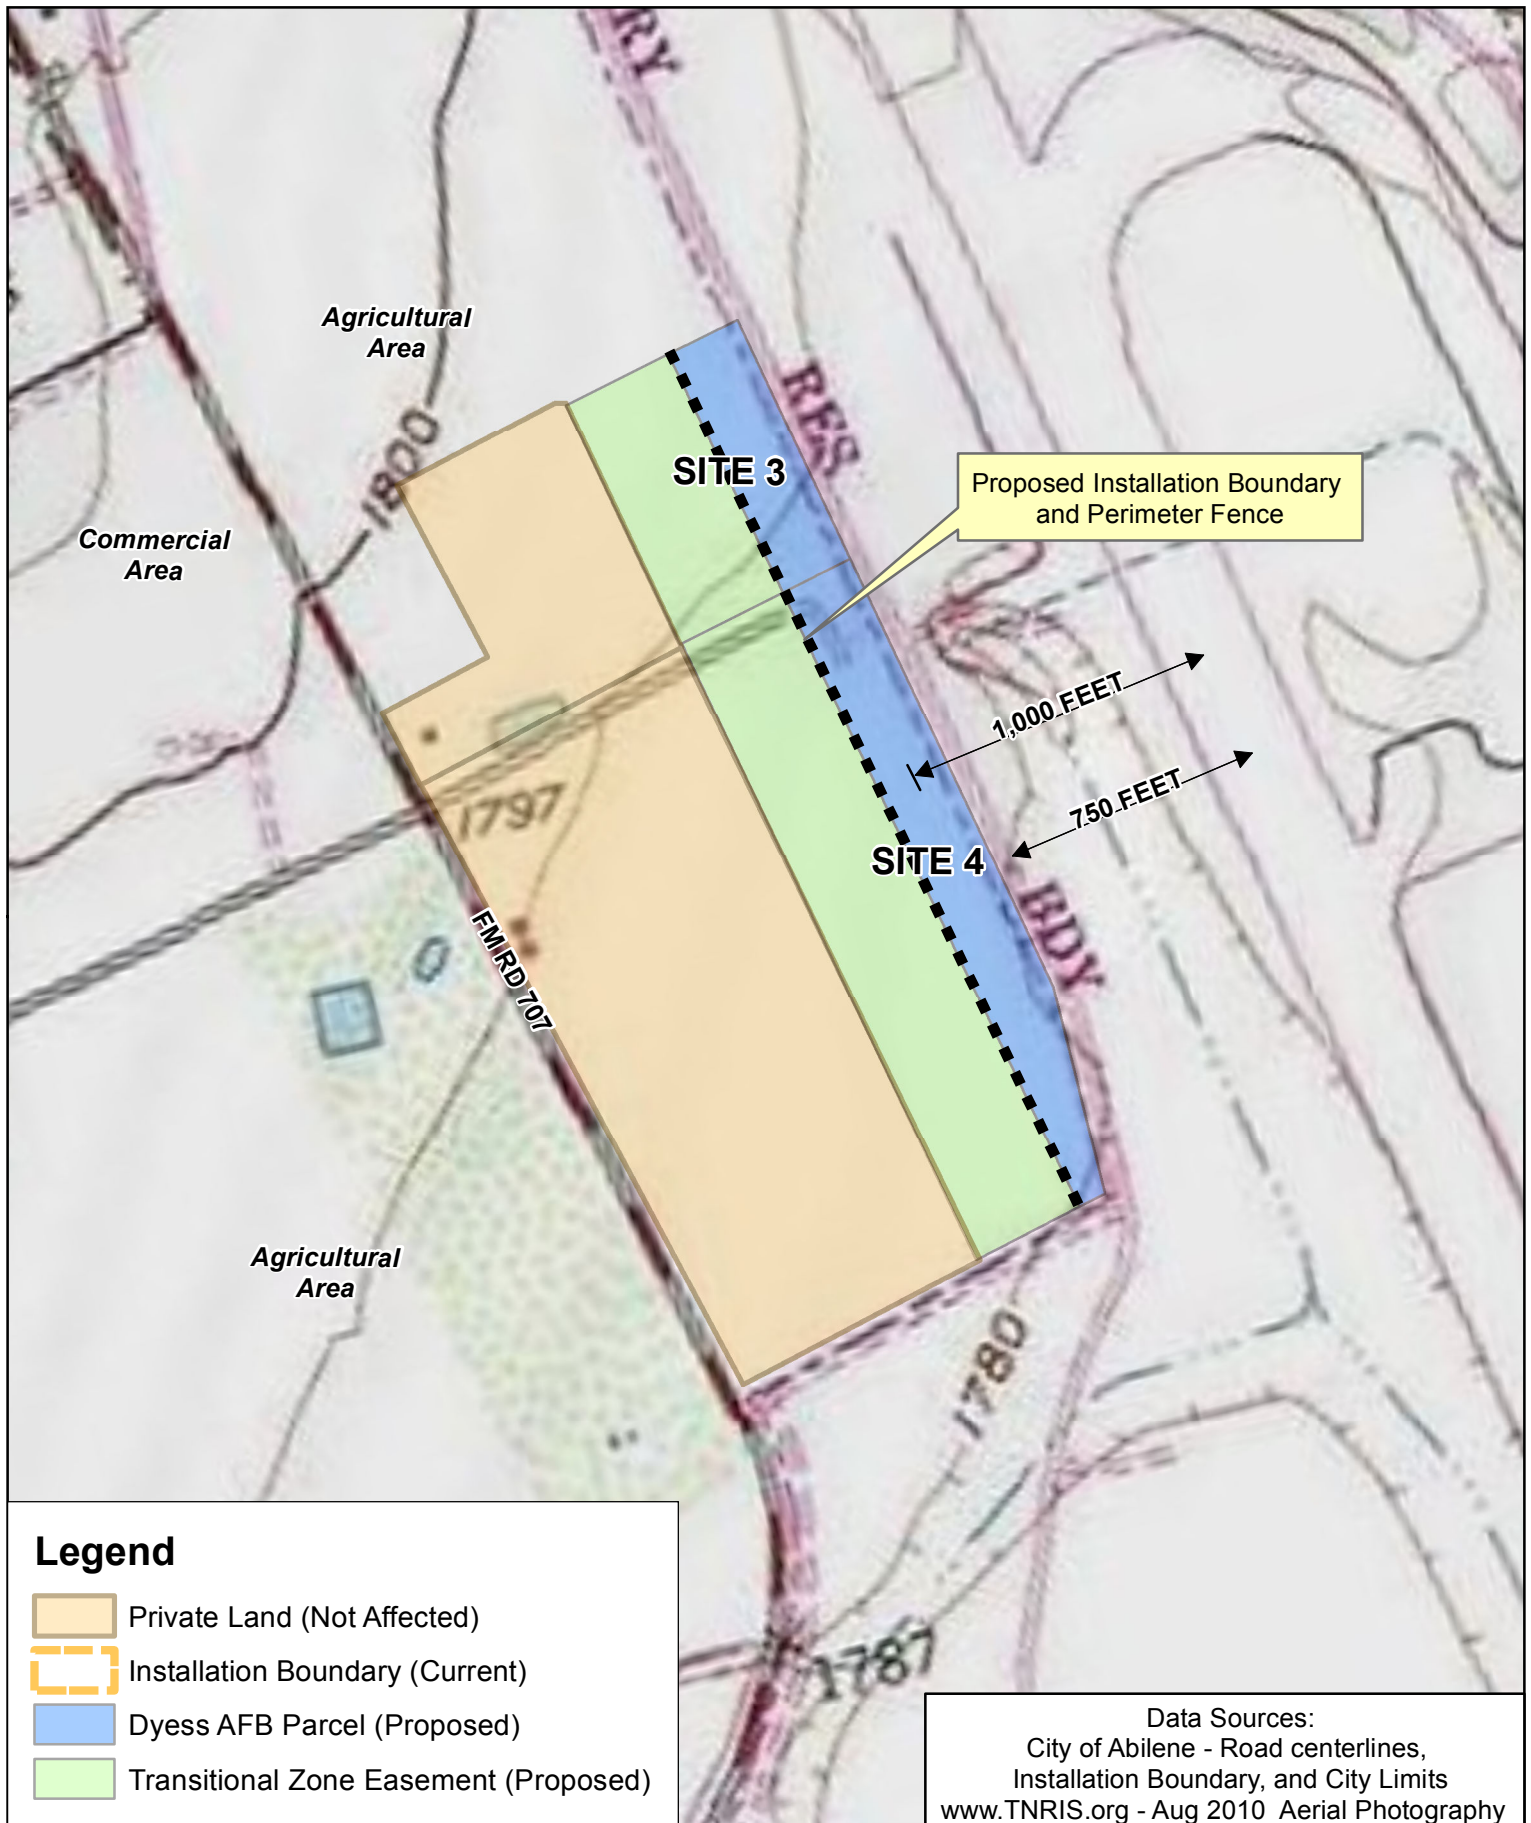 RY
Agricultural
Area
RES
1800
SITE 3
Proposed Installation Boundary
and Perimeter Fence
Commercial
Area
1,000 FEET
750 FEET
1797
SITE 4
BDY
FM RD 707
Agricultural
Area
1780
1787
Legend
Private Land (Not Affected)
Installation Boundary (Current)
Dyess AFB Parcel (Proposed)
Transitional Zone Easement (Proposed)
Data Sources:
City of Abilene - Road centerlines,
Installation Boundary, and City Limits
www.TNRIS.org - Aug 2010 Aerial Photography